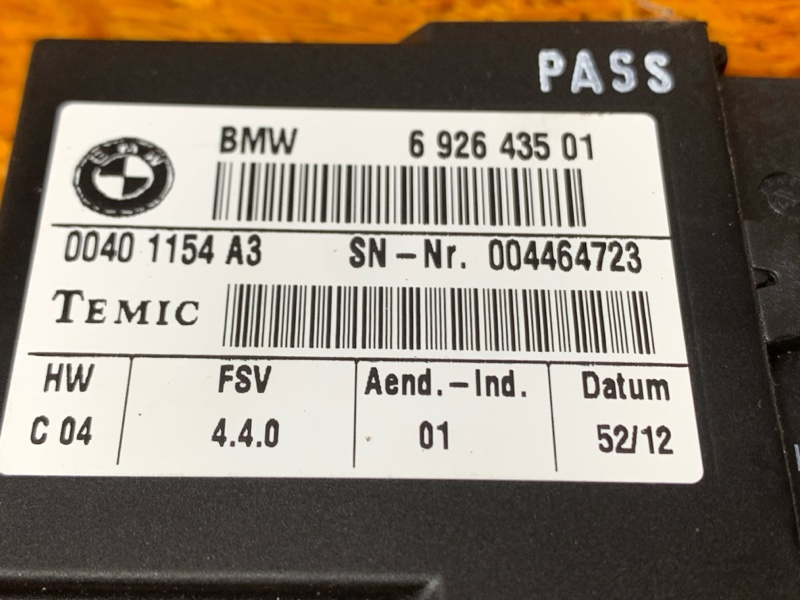 PASS
BMW
BMW 6 926 435 01
0040 1154 A3 SN-Nr. 004464723
TEMIC
HW FSV Aend.-Ind. Datum
C 04 4.4.0 01 52/12